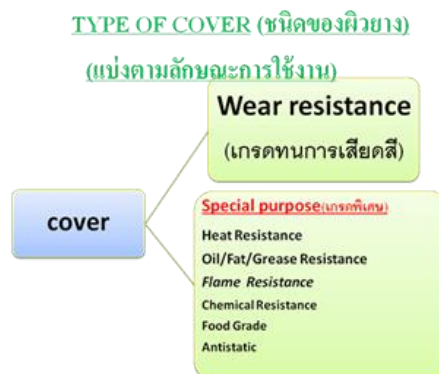 TYPE OF COVER (ชนิดของผิวยาง)
(แบ่งตามลักษณะการใช้งาน)
Wear resistance
(เกรดทนการเสียดสี)
cover
Special purpose(เกรดพิเศษ)
Heat Resistance
Oil/Fat/Grease Resistance
Flame Resistance
Chemical Resistance
Food Grade
Antistatic